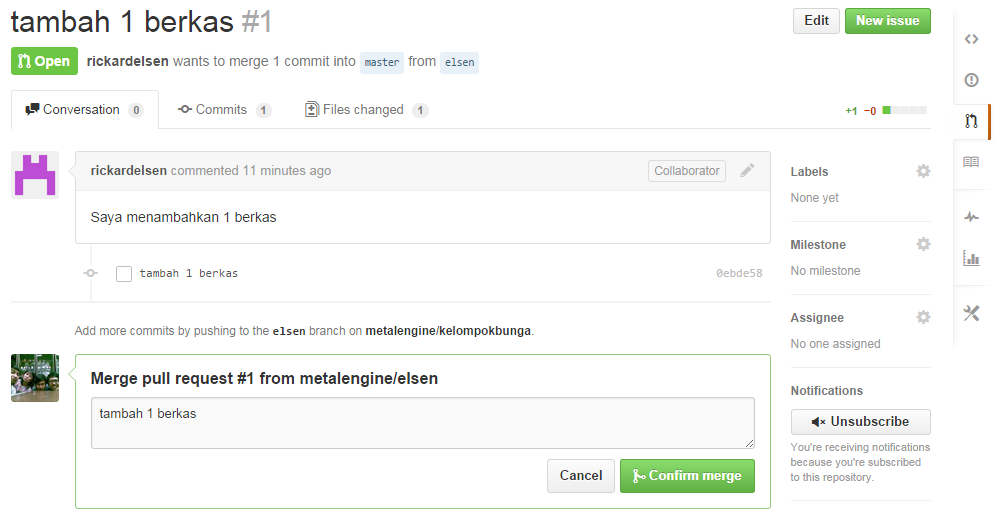 tambah 1 berkas #1
Edit
New issue
Open
rickardelsen wants to merge 1 commit into master from elsen
Conversation 0
Commits 1
Files changed 1
+1 −0
rickardelsen commented 11 minutes ago
Collaborator
Saya menambahkan 1 berkas
tambah 1 berkas
0ebde58
Add more commits by pushing to the elsen branch on metalengine/kelompokbunga.
Merge pull request #1 from metalengine/elsen
tambah 1 berkas
Cancel
Confirm merge
Labels
None yet
Milestone
No milestone
Assignee
No one assigned
Notifications
Unsubscribe
You're receiving notifications
because you're subscribed
to this repository.